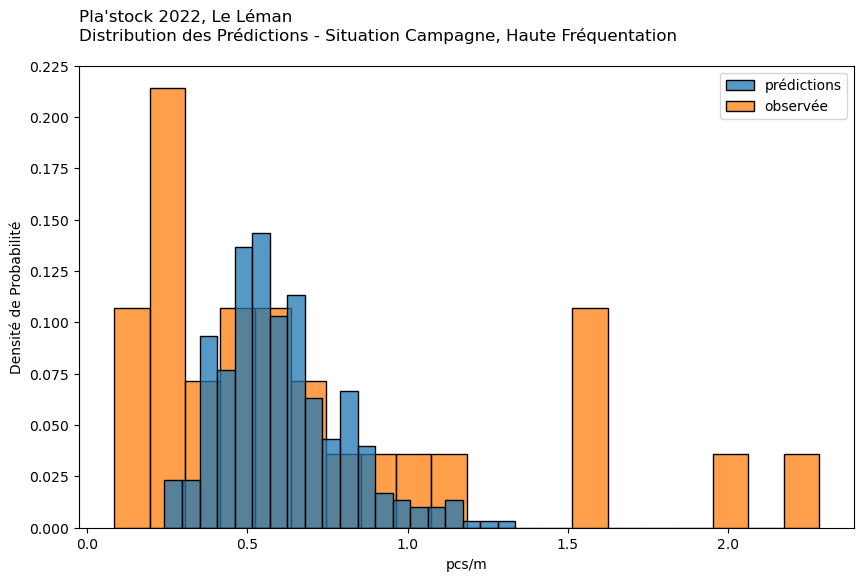 Pla'stock 2022, Le Léman
Distribution des Prédictions - Situation Campagne, Haute Fréquentation
0.225
0.200
0.175
0.150
0.125
0.100
0.075
0.050
0.025
0.000
Densité de Probabilité
prédictions
observée
0.0 0.5 1.0 1.5 2.0
pcs/m